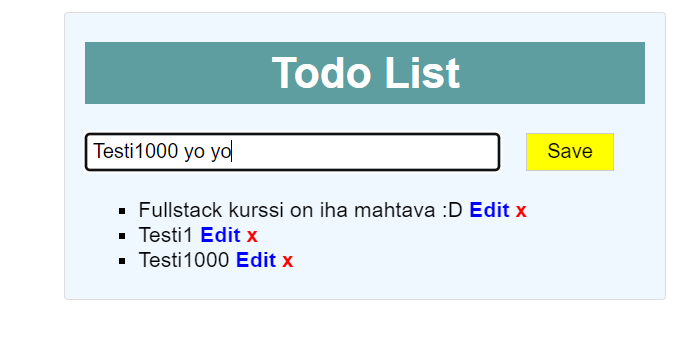 Todo List
Testi1000 yo yo Save
Fullstack kurssi on iha mahtava :D Edit x
Testi1 Edit x
Testi1000 Edit x